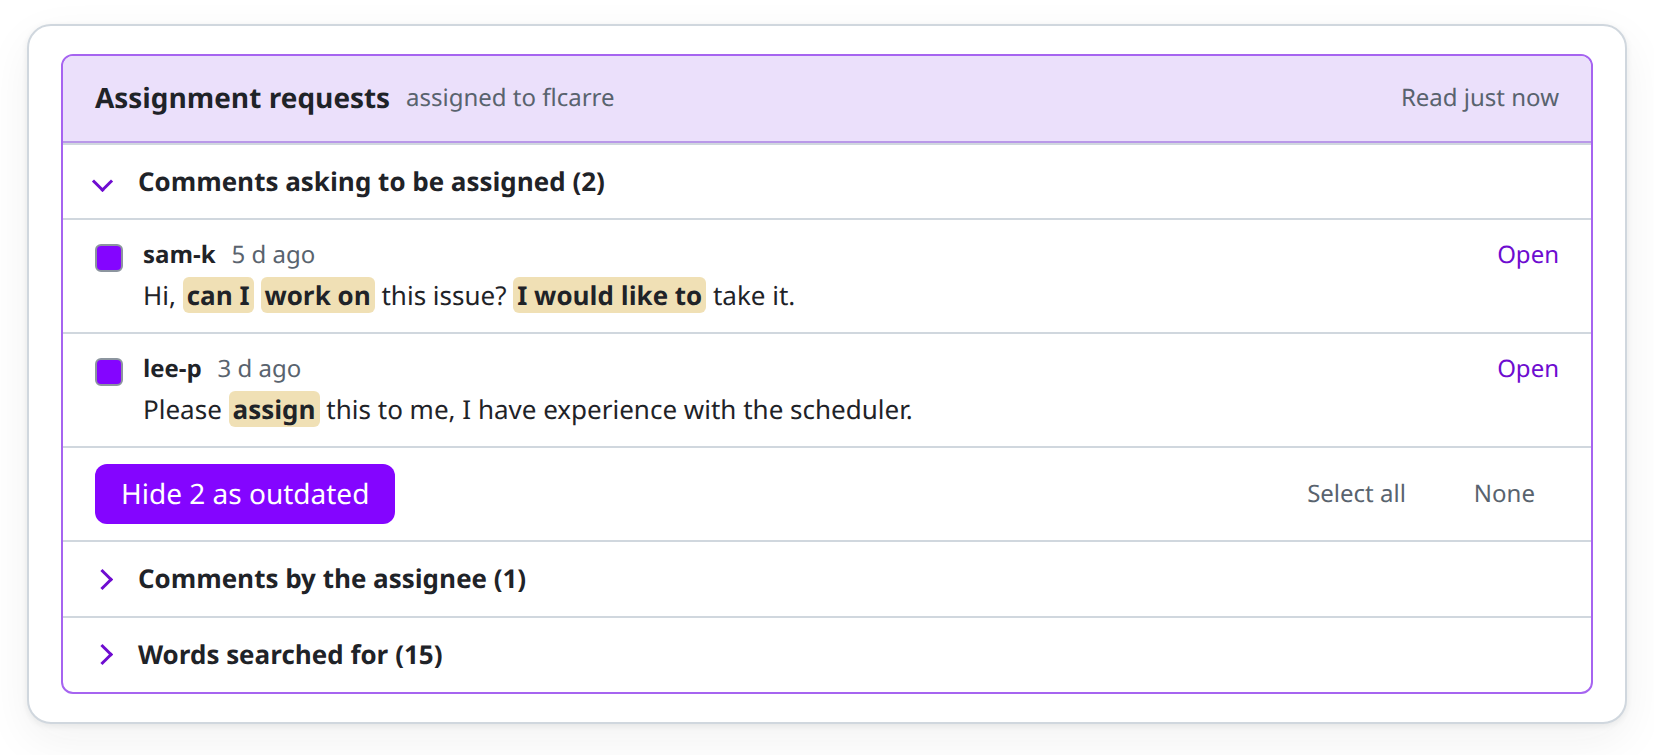 Assignment requests assigned to flcarre Read just now
Comments asking to be assigned (2)
sam-k 5 d ago Open
Hi, can I work on this issue? I would like to take it.
lee-p 3 d ago Open
Please assign this to me, I have experience with the scheduler.
Hide 2 as outdated Select all None
Comments by the assignee (1)
Words searched for (15)